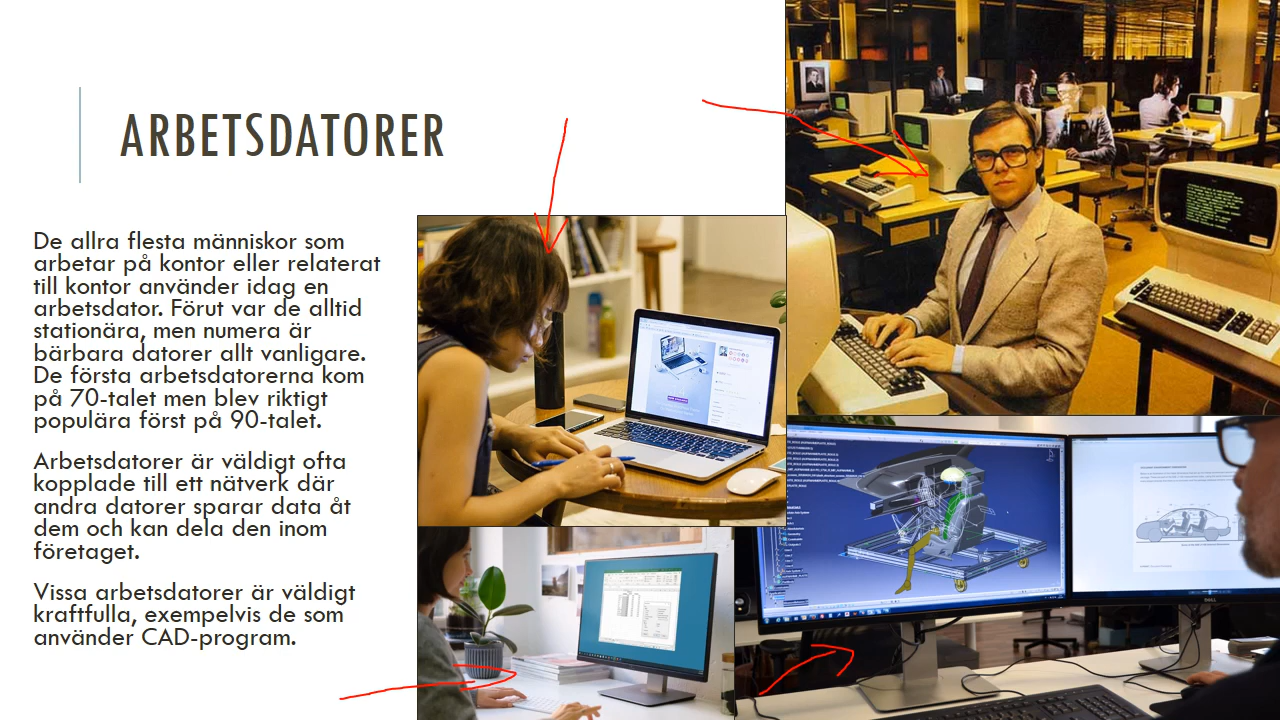 ARBETSDATORER
De allra flesta människor som
arbetar på kontor eller relaterat
till kontor använder idag en
arbetsdator. Förut var de alltid
stationära, men numera är
bärbara datorer allt vanligare.
De första arbetsdatorerna kom
på 70-talet men blev riktigt
populära först på 90-talet.
Arbetsdatorer är väldigt ofta
kopplade till ett nätverk där
andra datorer sparar data åt
dem och kan dela den inom
företaget.
Vissa arbetsdatorer är väldigt
kraftfulla, exempelvis de som
använder CAD-program.
DELL